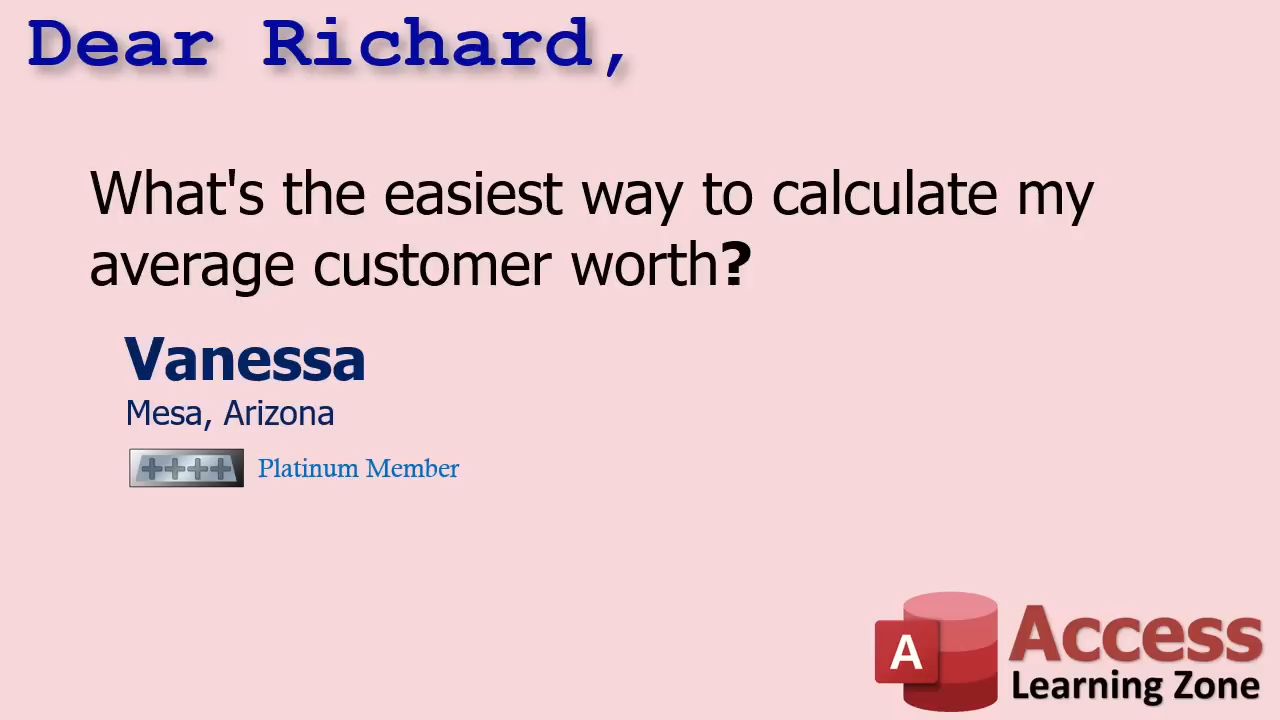 Dear Richard,
What's the easiest way to calculate my
average customer worth?
Vanessa
Mesa, Arizona
++++ Platinum Member
A Access
Learning Zone